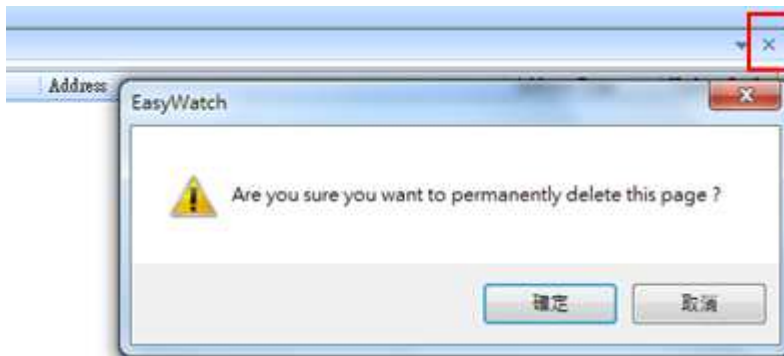 Address
EasyWatch
Are you sure you want to permanently delete this page ?
確定
取消